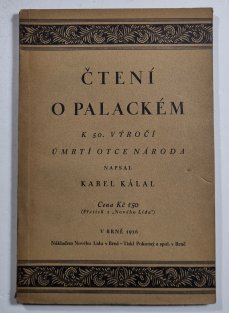 ČTENÍ
O PALACKÉM
K 50. VÝROČÍ
ÚMRTÍ OTCE NÁRODA
NAPSAL
KAREL KÁLAL
Cena Kč 1·50
(Přetisk z „Nového Lidu“)
V BRNĚ 1926
Nákladem Nového Lidu v Brně - Tiskl Pokorný a spol. v Brně